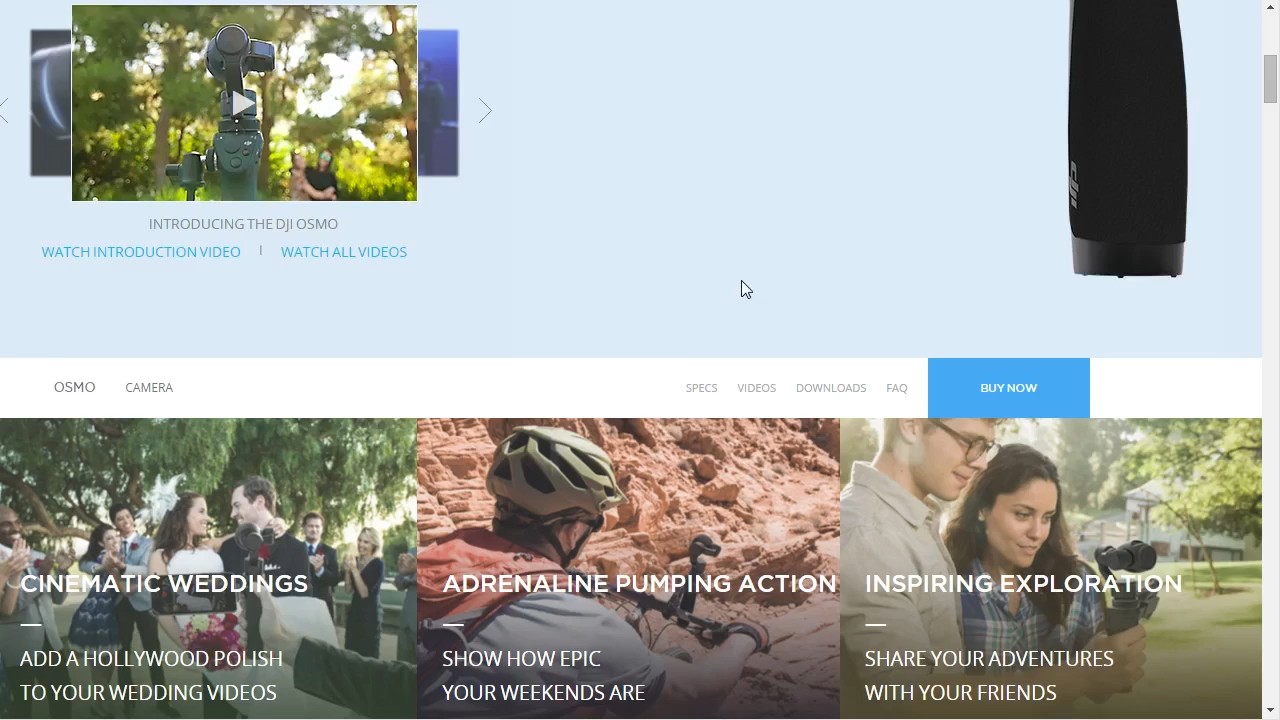 INTRODUCING THE DJI OSMO
WATCH INTRODUCTION VIDEO | WATCH ALL VIDEOS
dji
OSMO CAMERA SPECS VIDEOS DOWNLOADS FAQ BUY NOW
CINEMATIC WEDDINGS
ADD A HOLLYWOOD POLISH
TO YOUR WEDDING VIDEOS
ADRENALINE PUMPING ACTION
SHOW HOW EPIC
YOUR WEEKENDS ARE
INSPIRING EXPLORATION
SHARE YOUR ADVENTURES
WITH YOUR FRIENDS